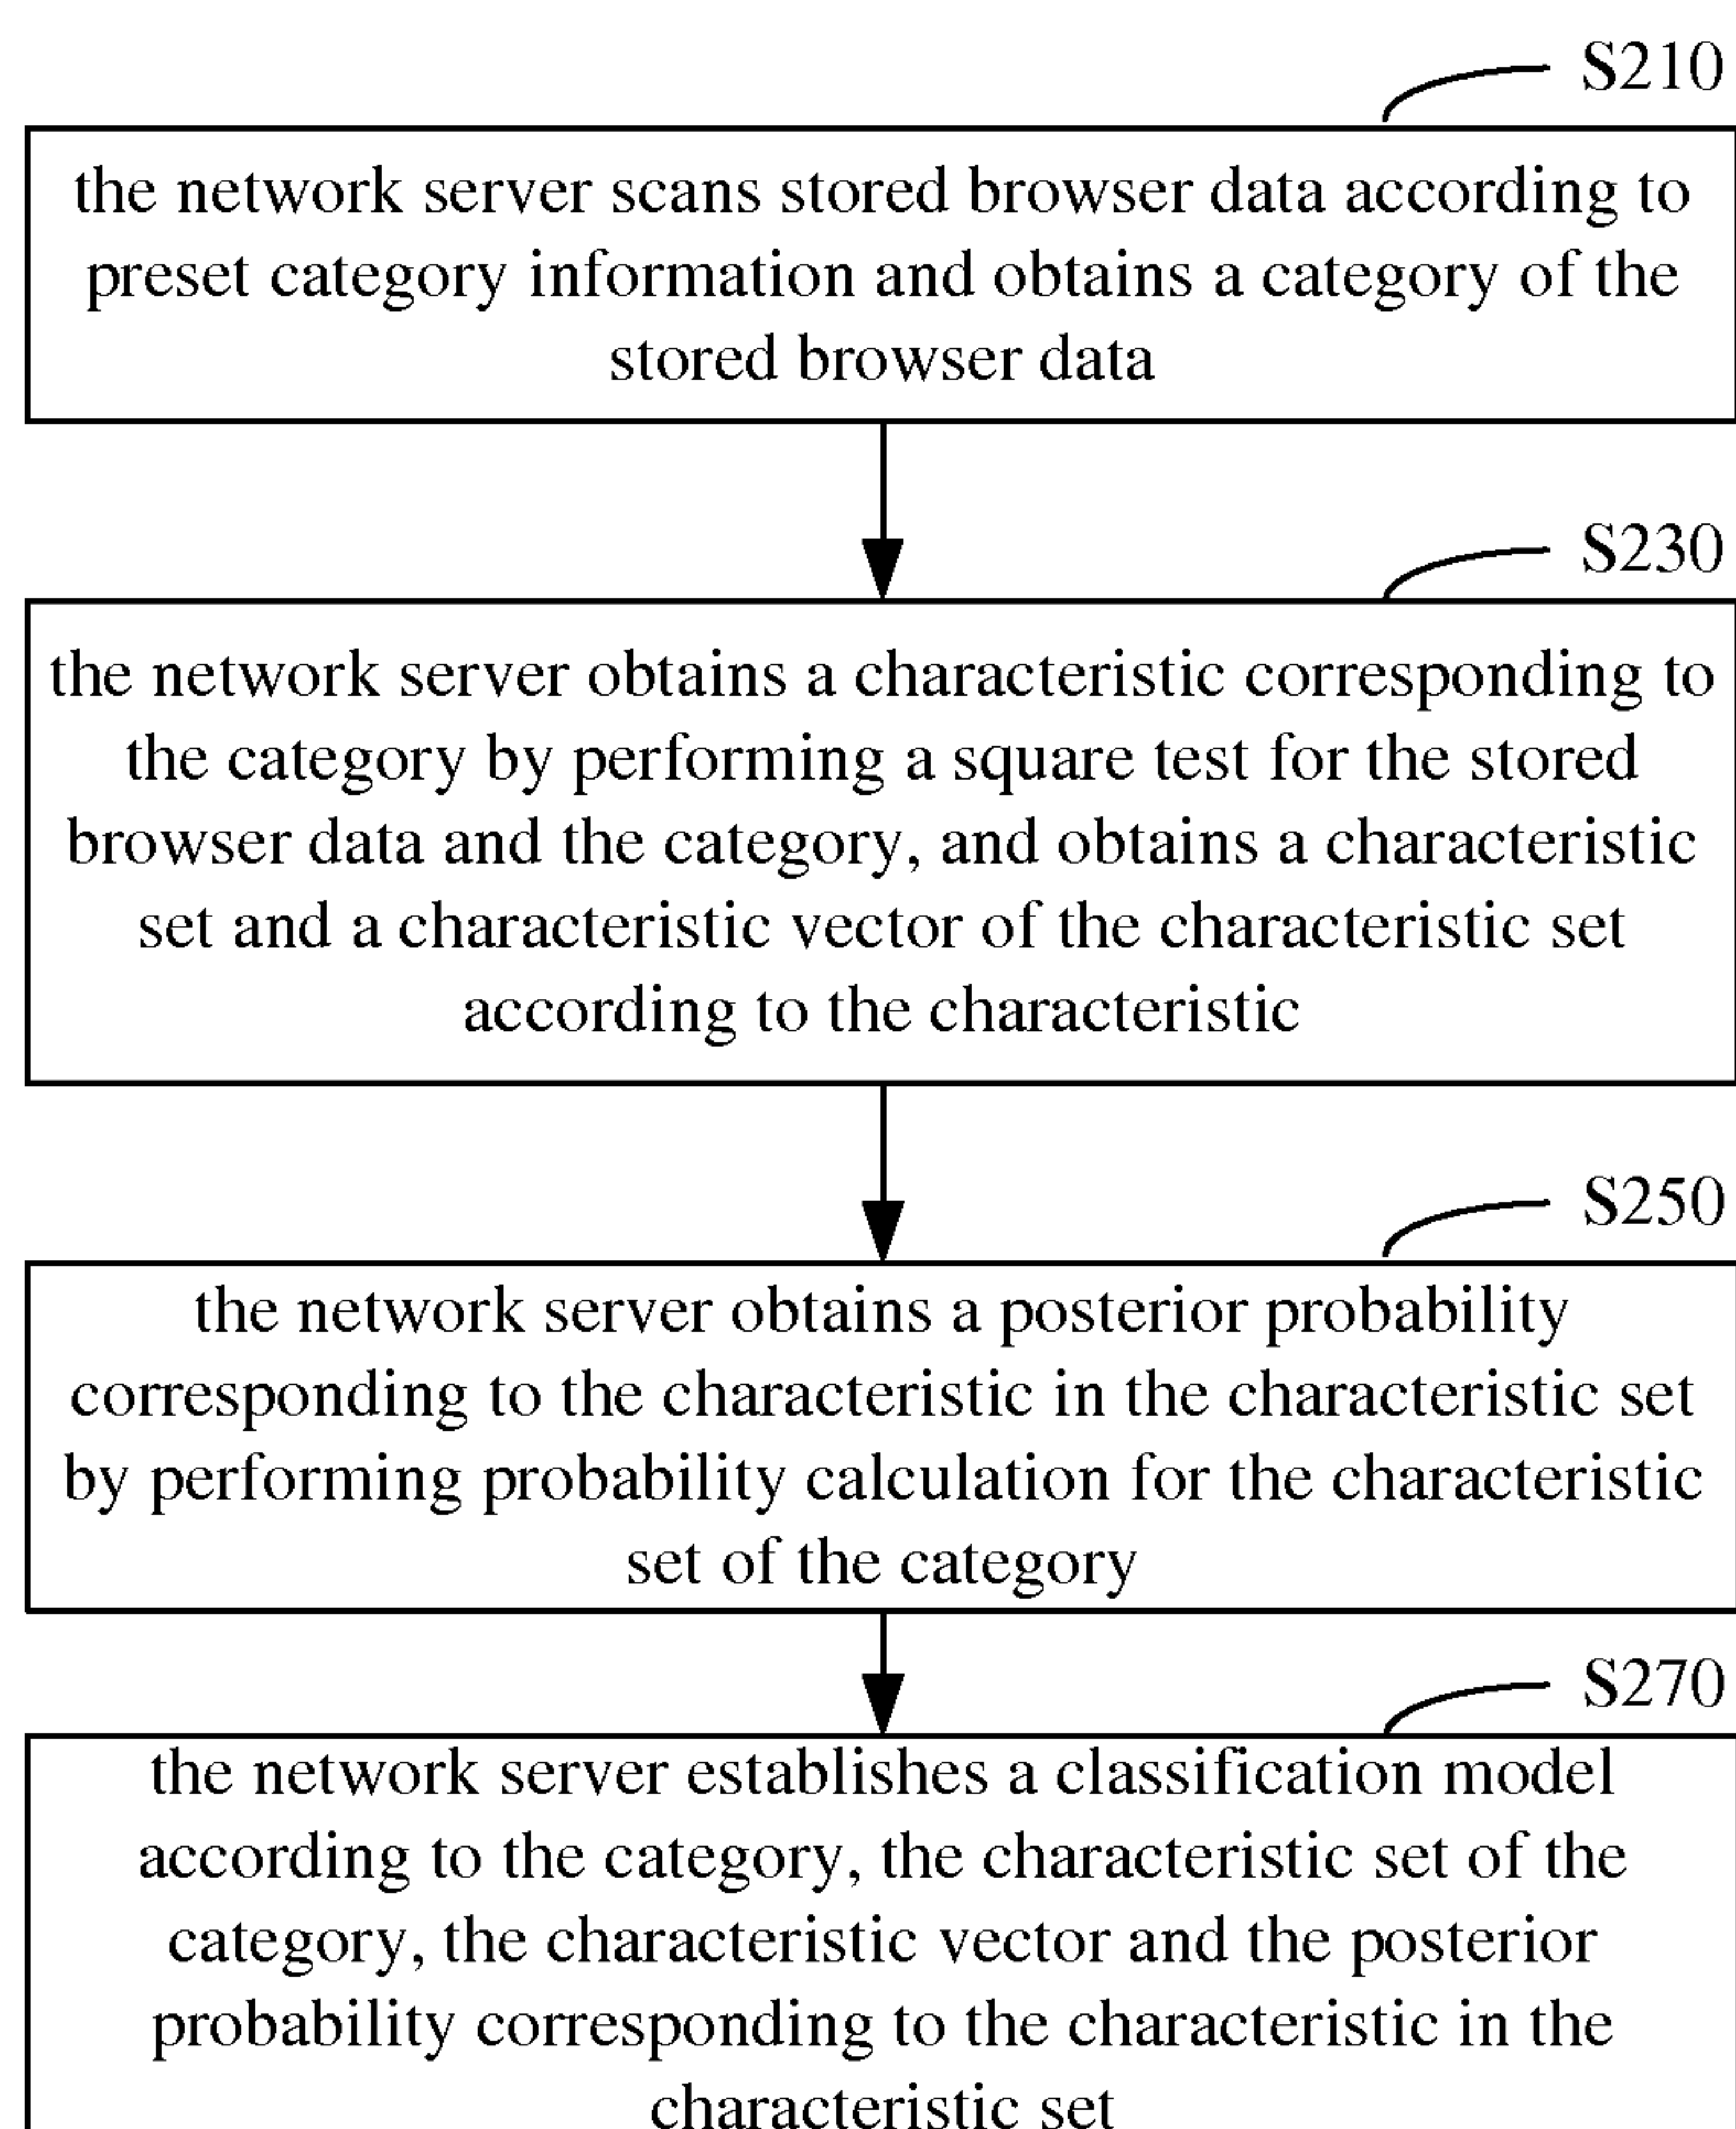 S210
the network server scans stored browser data according to
preset category information and obtains a category of the
stored browser data
S230
the network server obtains a characteristic corresponding to
the category by performing a square test for the stored
browser data and the category, and obtains a characteristic
set and a characteristic vector of the characteristic set
according to the characteristic
S250
the network server obtains a posterior probability
corresponding to the characteristic in the characteristic set
by performing probability calculation for the characteristic
set of the category
S270
the network server establishes a classification model
according to the category, the characteristic set of the
category, the characteristic vector and the posterior
probability corresponding to the characteristic in the
characteristic set